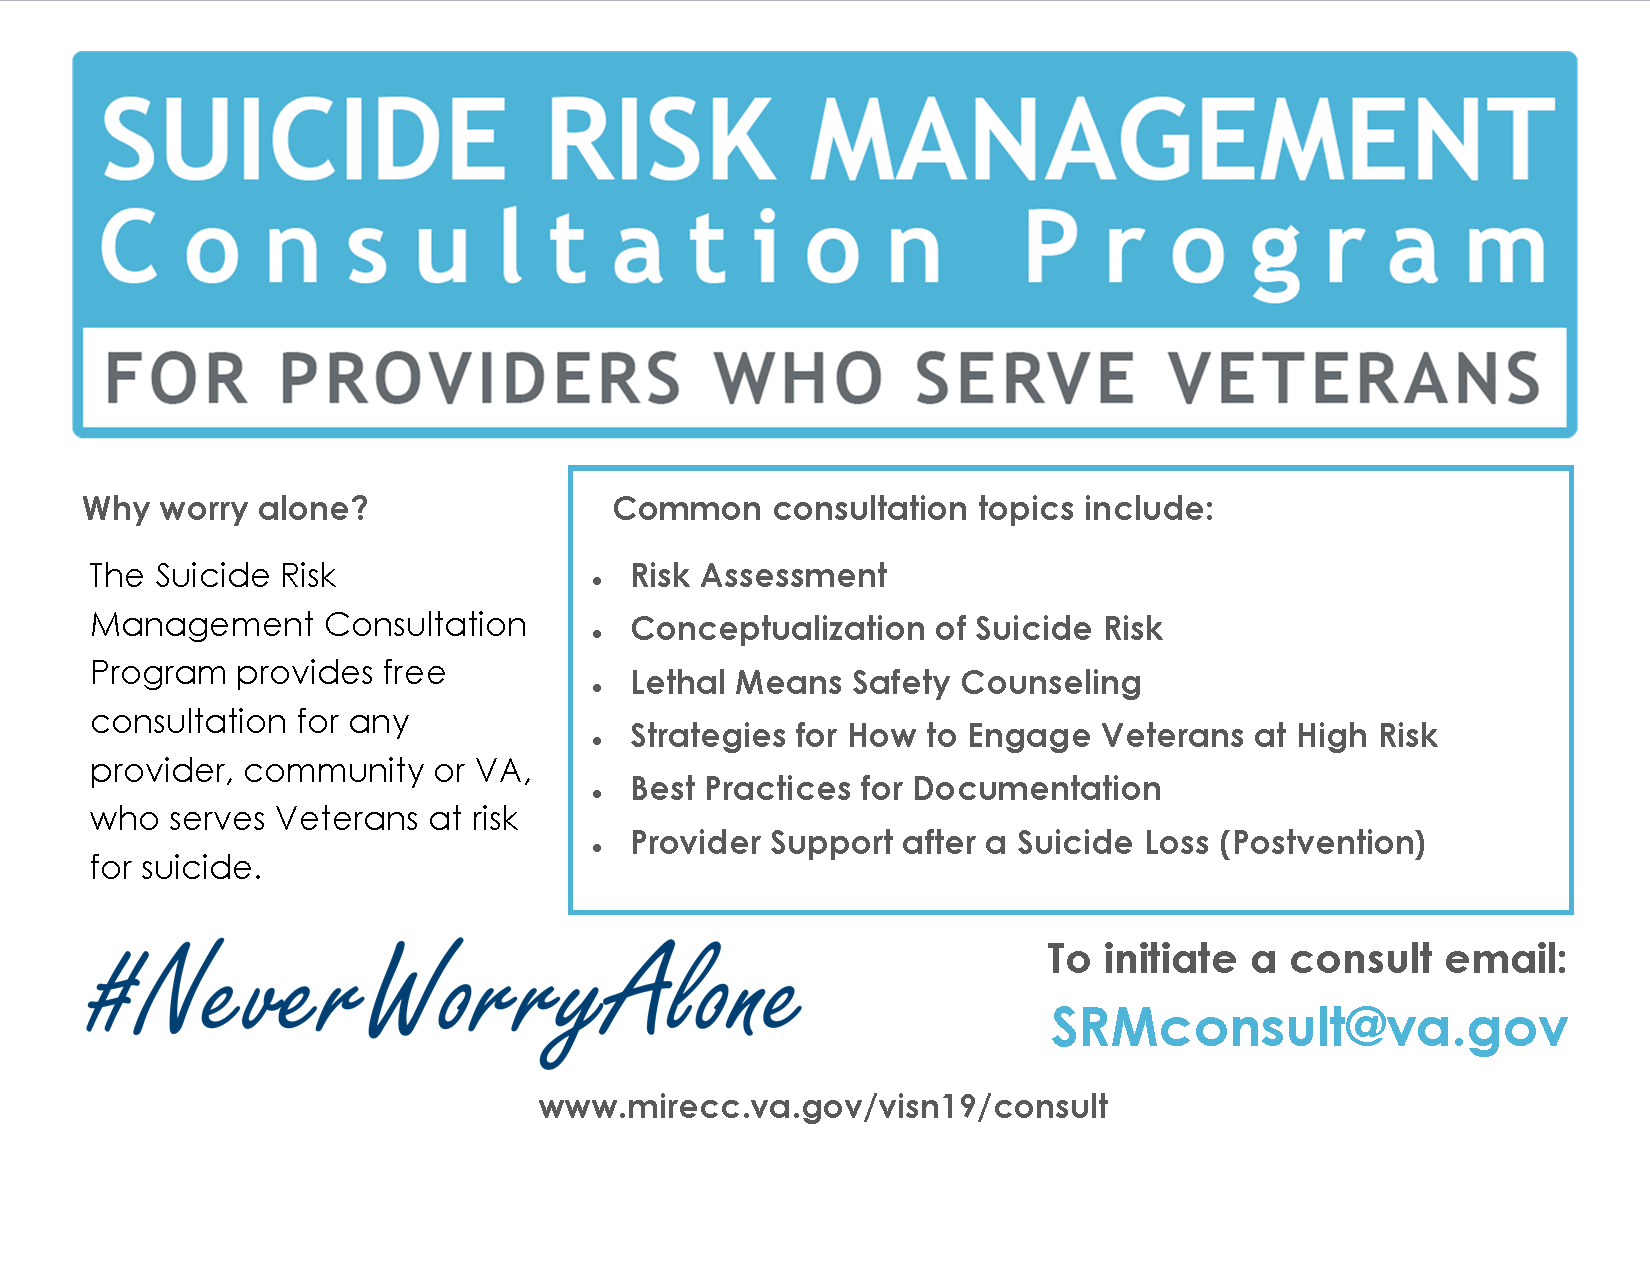 SUICIDE RISK MANAGEMENT
Consultation Program
FOR PROVIDERS WHO SERVE VETERANS
Why worry alone?
The Suicide Risk
Management Consultation
Program provides free
consultation for any
provider, community or VA,
who serves Veterans at risk
for suicide.
Common consultation topics include:
• Risk Assessment
• Conceptualization of Suicide Risk
• Lethal Means Safety Counseling
• Strategies for How to Engage Veterans at High Risk
• Best Practices for Documentation
• Provider Support after a Suicide Loss (Postvention)
#NeverWorryAlone
To initiate a consult email:
SRMconsult@va.gov
www.mirecc.va.gov/visn19/consult